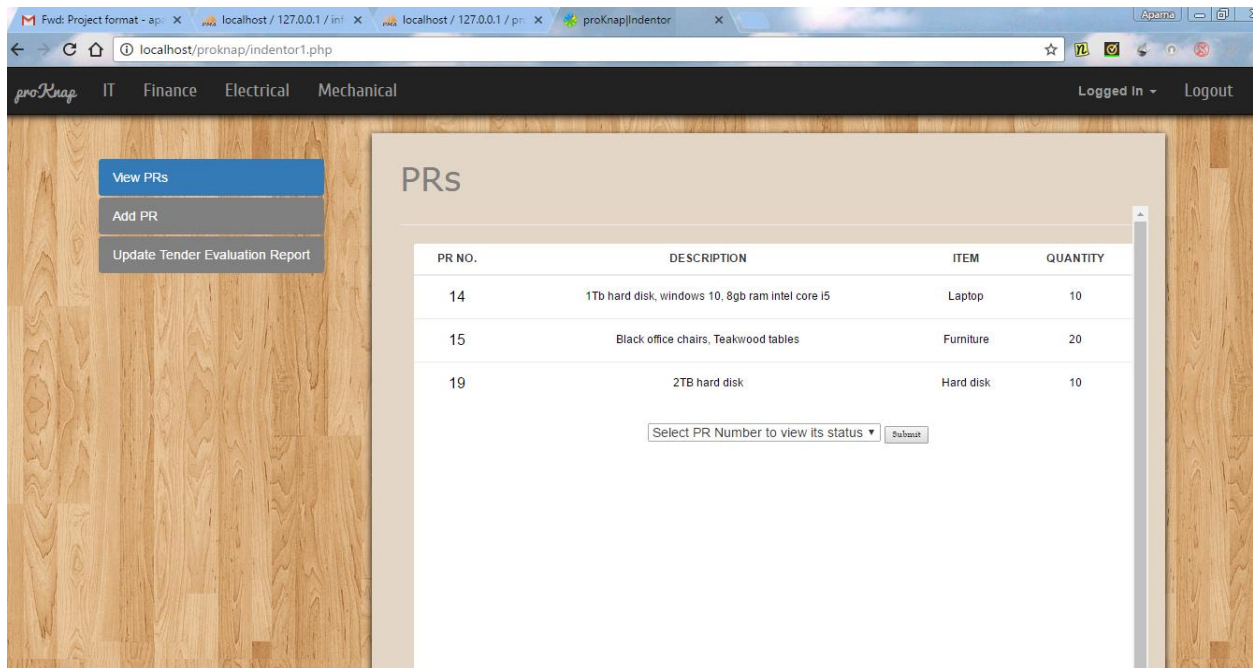 Fwd: Project format - apa localhost / 127.0.0.1 / inf localhost / 127.0.0.1 / pro proKnap|Indentor Aparna
localhost/proknap/indentor1.php
proKnap IT Finance Electrical Mechanical Logged In Logout
View PRs
Add PR
Update Tender Evaluation Report
PRs
PR NO. DESCRIPTION ITEM QUANTITY
14 1Tb hard disk, windows 10, 8gb ram intel core i5 Laptop 10
15 Black office chairs, Teakwood tables Furniture 20
19 2TB hard disk Hard disk 10
Select PR Number to view its status Submit